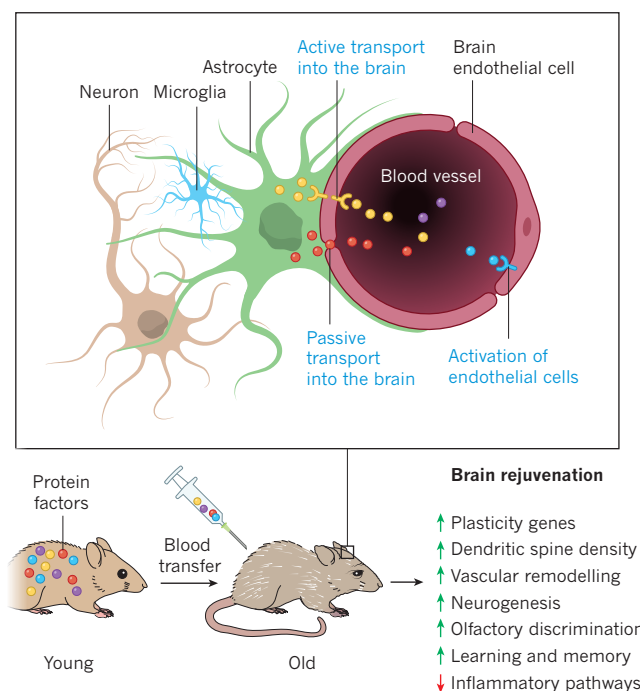 Active transport
into the brain
Brain
endothelial cell
Astrocyte
Neuron
Microglia
Blood vessel
Passive
transport
into the brain
Activation of
endothelial cells
Protein
factors
Blood
transfer
Young
Old
Brain rejuvenation
↑ Plasticity genes
↑ Dendritic spine density
↑ Vascular remodelling
↑ Neurogenesis
↑ Olfactory discrimination
↑ Learning and memory
↓ Inflammatory pathways